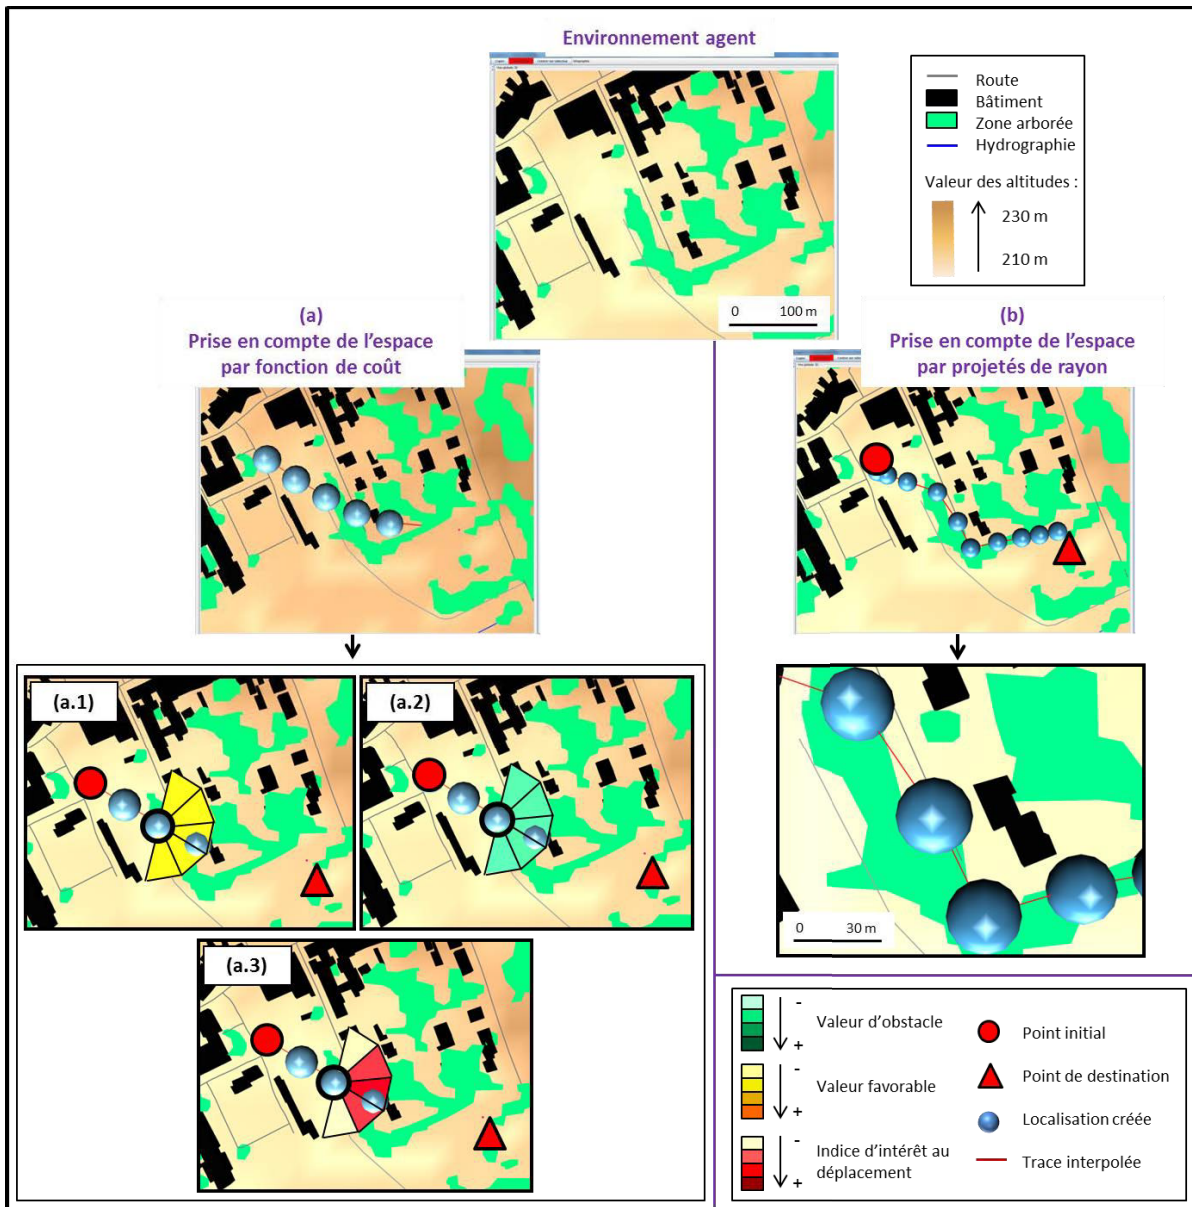 Environnement agent
Route
Bâtiment
Zone arborée
Hydrographie
Valeur des altitudes :
230 m
210 m
0 100 m
(a)
Prise en compte de l’espace
par fonction de coût
(b)
Prise en compte de l’espace
par projetés de rayon
(a.1)
(a.2)
(a.3)
0 30 m
-
Valeur d’obstacle
+
-
Valeur favorable
+
-
Indice d’intérêt au
déplacement
+
Point initial
Point de destination
Localisation créée
Trace interpolée